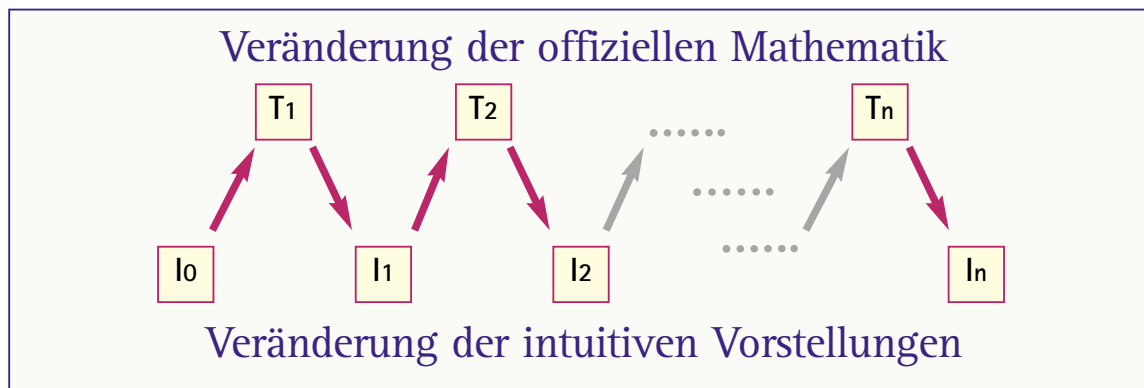 Veränderung der offiziellen Mathematik
T1 T2 ...... Tn
......
......
I0 I1 I2 In
Veränderung der intuitiven Vorstellungen